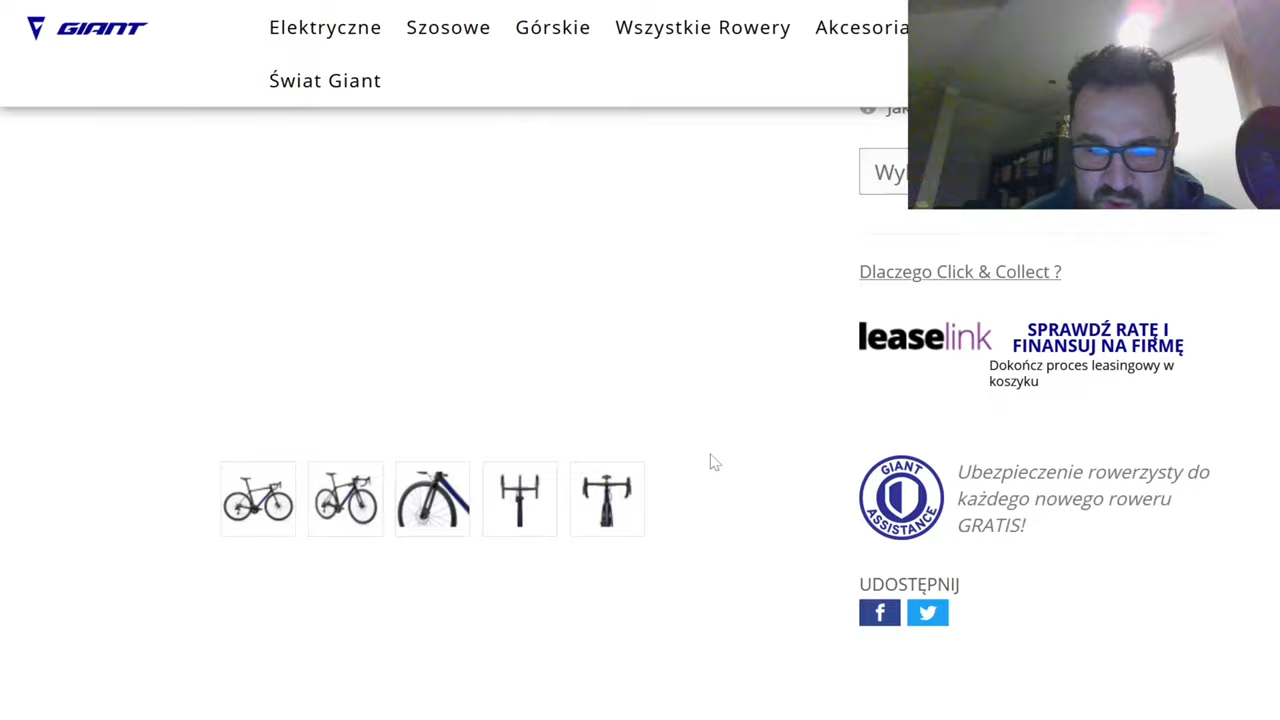 GIANT
Elektryczne Szosowe Górskie Wszystkie Rowery Akcesoria
Świat Giant
Dlaczego Click & Collect ?
leaselink
SPRAWDŹ RATĘ I
FINANSUJ NA FIRMĘ
Dokończ proces leasingowy w
koszyku
GIANT
ASSISTANCE
Ubezpieczenie rowerzysty do
każdego nowego roweru
GRATIS!
UDOSTĘPNIJ